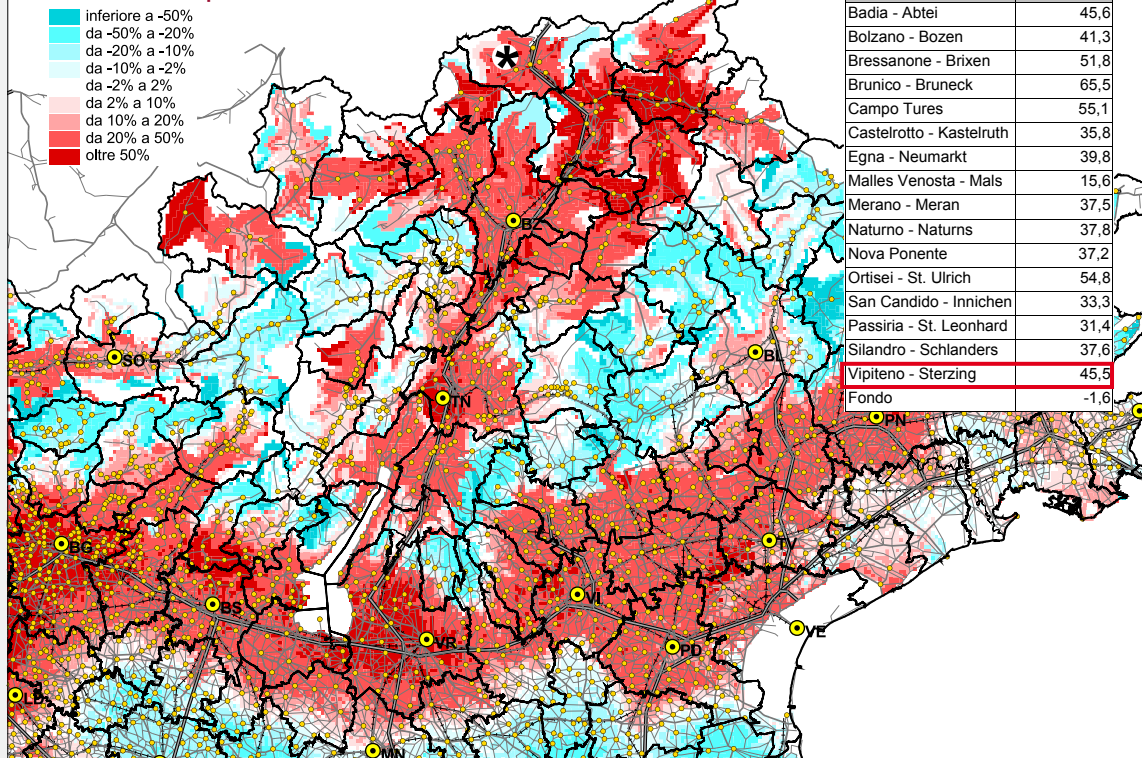 inferiore a -50%
da -50% a -20%
da -20% a -10%
da -10% a -2%
da -2% a 2%
da 2% a 10%
da 10% a 20%
da 20% a 50%
oltre 50%
Badia - Abtei 45,6
Bolzano - Bozen 41,3
Bressanone - Brixen 51,8
Brunico - Bruneck 65,5
Campo Tures 55,1
Castelrotto - Kastelruth 35,8
Egna - Neumarkt 39,8
Malles Venosta - Mals 15,6
Merano - Meran 37,5
Naturno - Naturns 37,8
Nova Ponente 37,2
Ortisei - St. Ulrich 54,8
San Candido - Innichen 33,3
Passiria - St. Leonhard 31,4
Silandro - Schlanders 37,6
Vipiteno - Sterzing 45,5
Fondo -1,6
*
BZ
SO
BL
TN
PN
BG
TV
BS
VI
VE
VR
PD
LD
MN